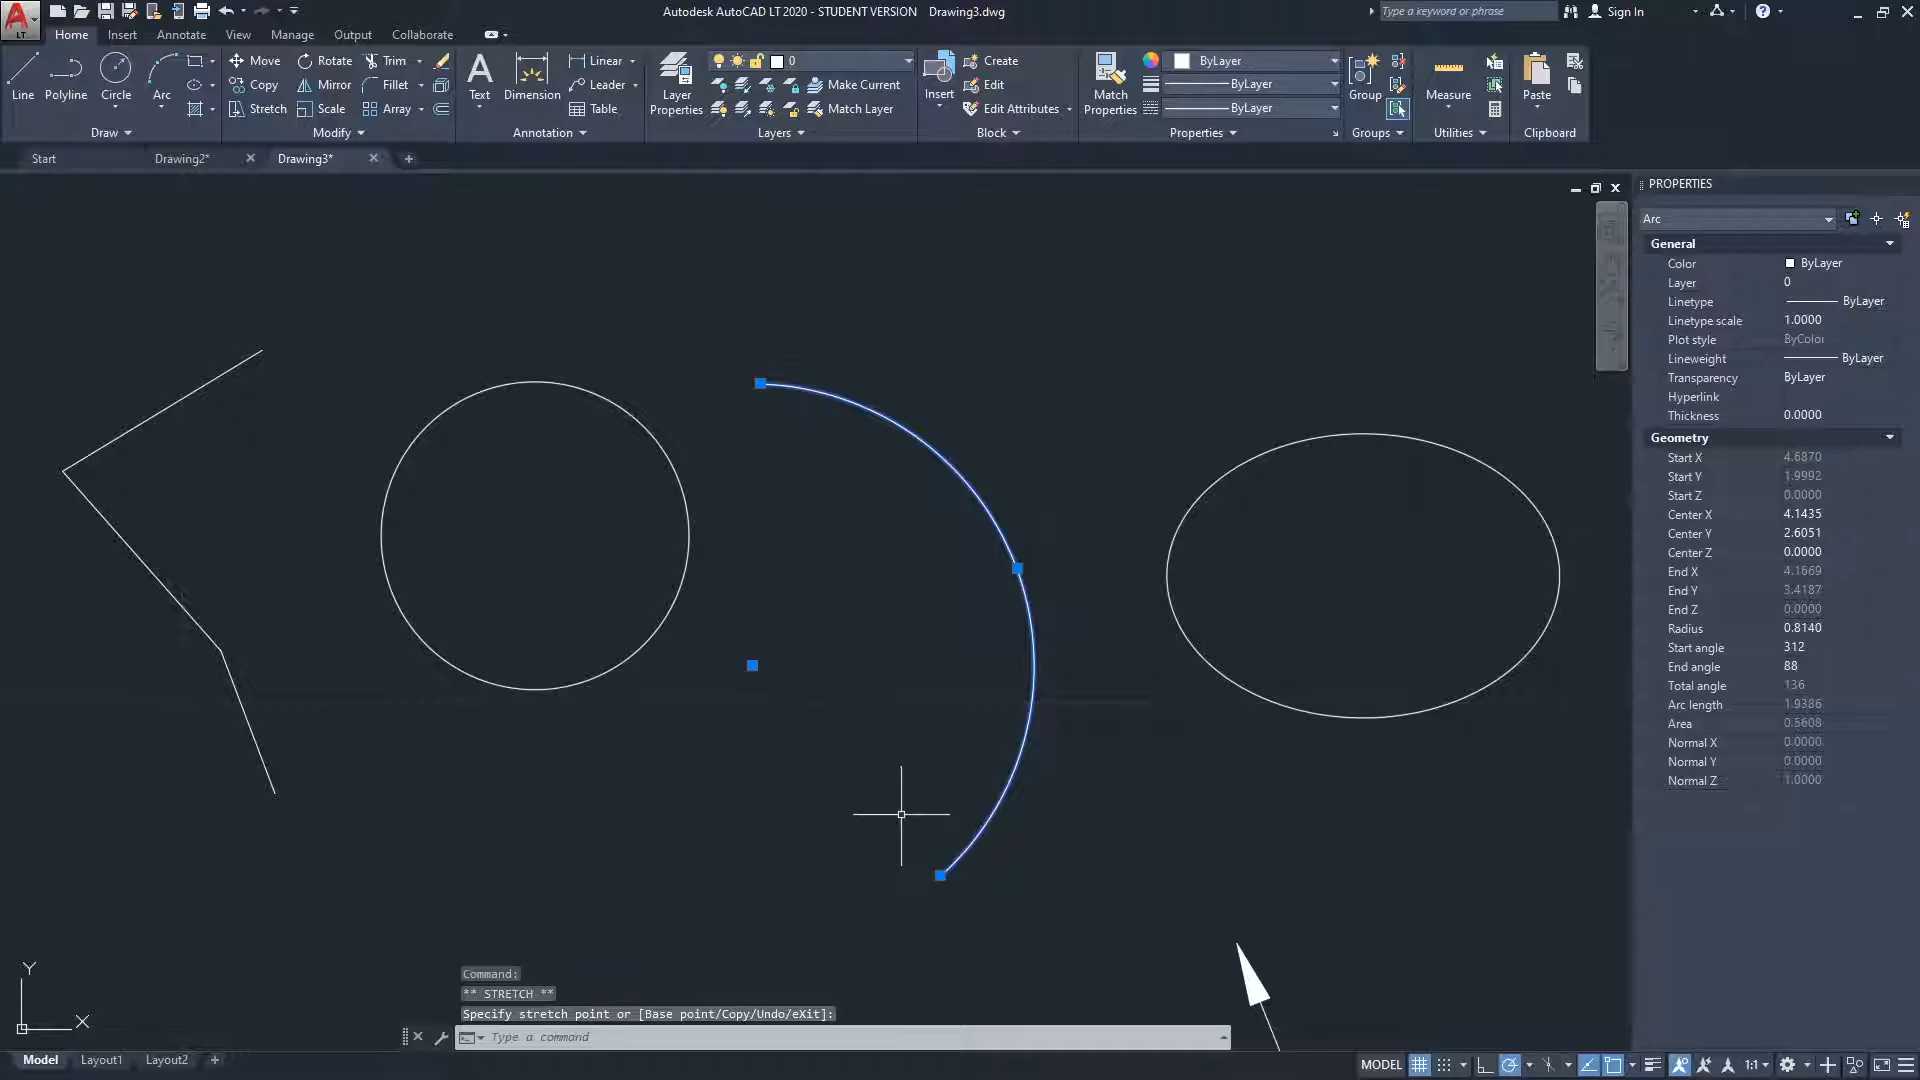 Autodesk AutoCAD LT 2020 - STUDENT VERSION Drawing3.dwg
Type a keyword or phrase
Sign In
A
LT
Home Insert Annotate View Manage Output Collaborate
Line Polyline Circle Arc
Draw
Move Rotate Trim
Copy Mirror Fillet
Stretch Scale Array
Modify
Text Dimension
Linear
Leader
Table
Annotation
Layer Properties
0
Make Current
Match Layer
Layers
Insert
Create
Edit
Edit Attributes
Block
Match Properties
ByLayer
ByLayer
ByLayer
Properties
Group
Groups
Measure
Utilities
Paste
Clipboard
Start Drawing2* Drawing3*
PROPERTIES
Arc
General
Color ByLayer
Layer 0
Linetype ByLayer
Linetype scale 1.0000
Plot style ByColor
Lineweight ByLayer
Transparency ByLayer
Hyperlink
Thickness 0.0000
Geometry
Start X 4.6870
Start Y 1.9992
Start Z 0.0000
Center X 4.1435
Center Y 2.6051
Center Z 0.0000
End X 4.1669
End Y 3.4187
End Z 0.0000
Radius 0.8140
Start angle 312
End angle 88
Total angle 136
Arc length 1.9386
Area 0.5608
Normal X 0.0000
Normal Y 0.0000
Normal Z 1.0000
Y
X
Command:
** STRETCH **
Specify stretch point or [Base point/Copy/Undo/eXit]:
Type a command
Model Layout1 Layout2 +
MODEL 1:1